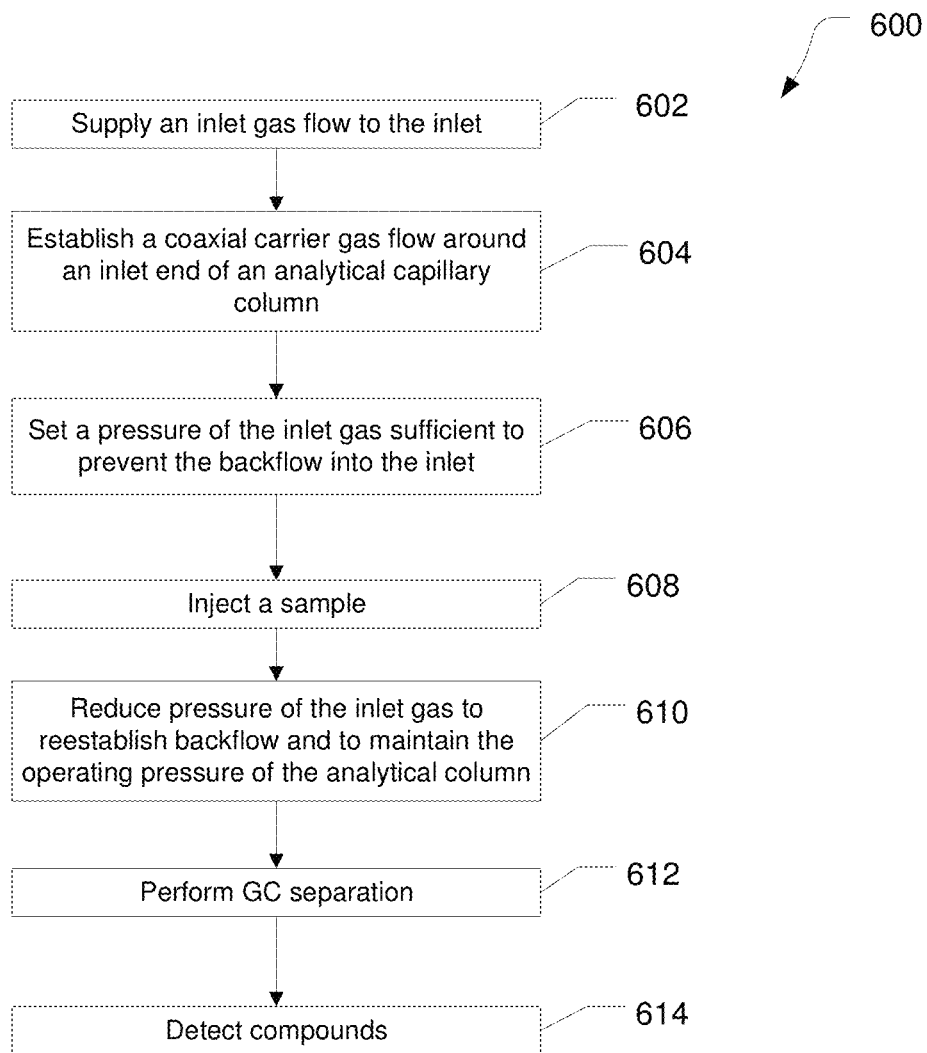 600
602
Supply an inlet gas flow to the inlet
604
Establish a coaxial carrier gas flow around
an inlet end of an analytical capillary
column
606
Set a pressure of the inlet gas sufficient to
prevent the backflow into the inlet
608
Inject a sample
610
Reduce pressure of the inlet gas to
reestablish backflow and to maintain the
operating pressure of the analytical column
612
Perform GC separation
614
Detect compounds